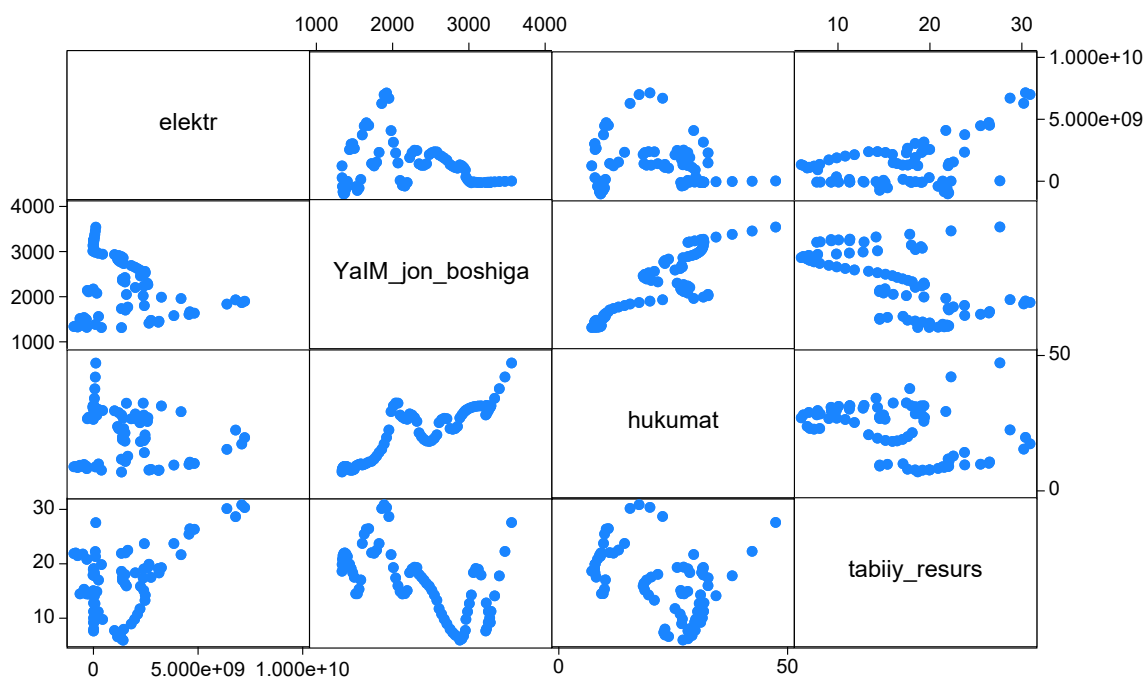 1000 2000 3000 4000 10 20 30
elektr
1.000e+10
5.000e+09
0
4000
3000
2000
1000
YaIM_jon_boshiga
hukumat
50
0
30
20
10
tabiiy_resurs
0 5.000e+09 1.000e+10 0 50